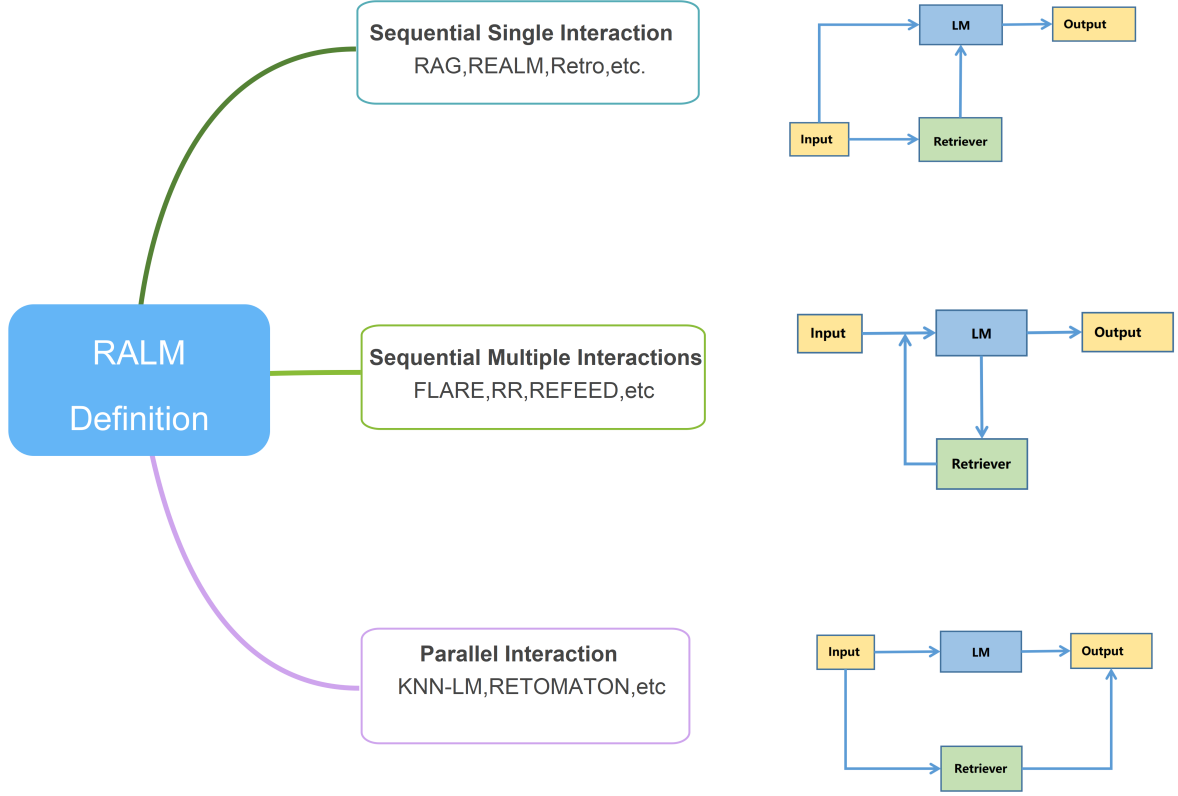 RALM
Definition
Sequential Single Interaction
RAG,REALM,Retro,etc.
LM
Output
Input
Retriever
Sequential Multiple Interactions
FLARE,RR,REFEED,etc
Input
LM
Output
Retriever
Parallel Interaction
KNN-LM,RETOMATON,etc
Input
LM
Output
Retriever